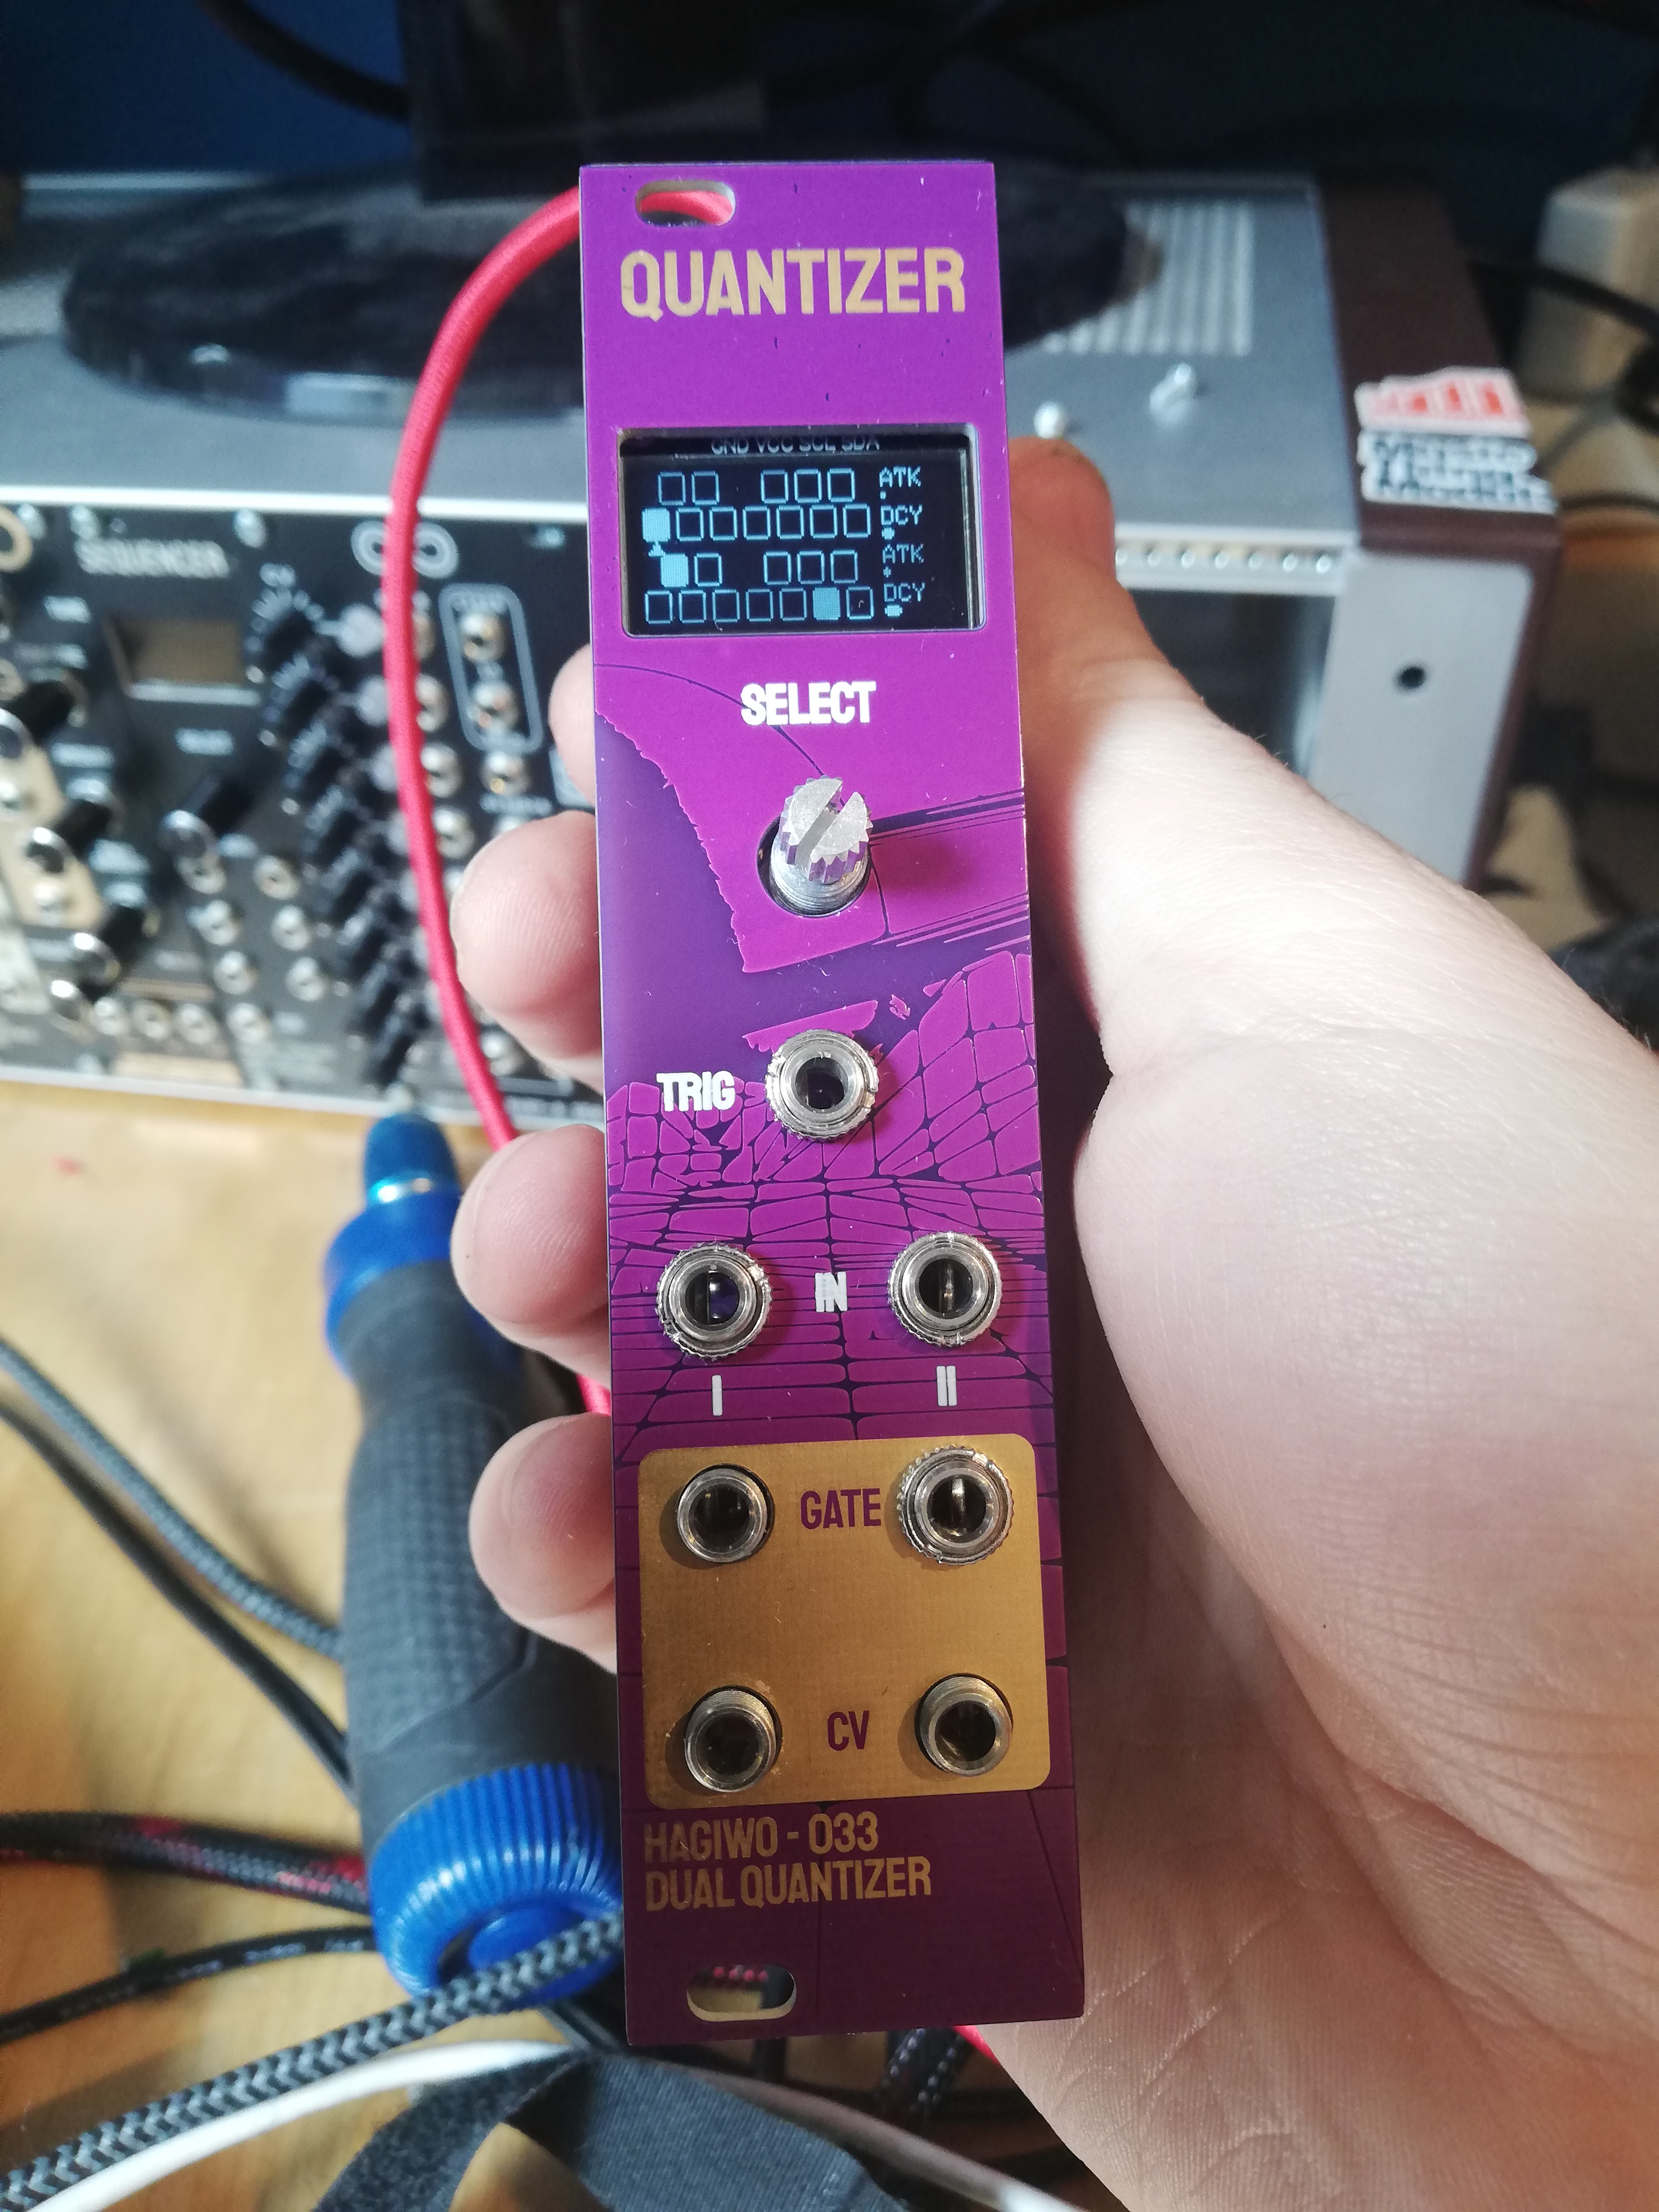 QUANTIZER
GND VCC SCL SDA
ATK
DCY
ATK
DCY
SELECT
TRIG
IN
I II
GATE
CV
HAGIWO - 033
DUAL QUANTIZER
SEQUENCER